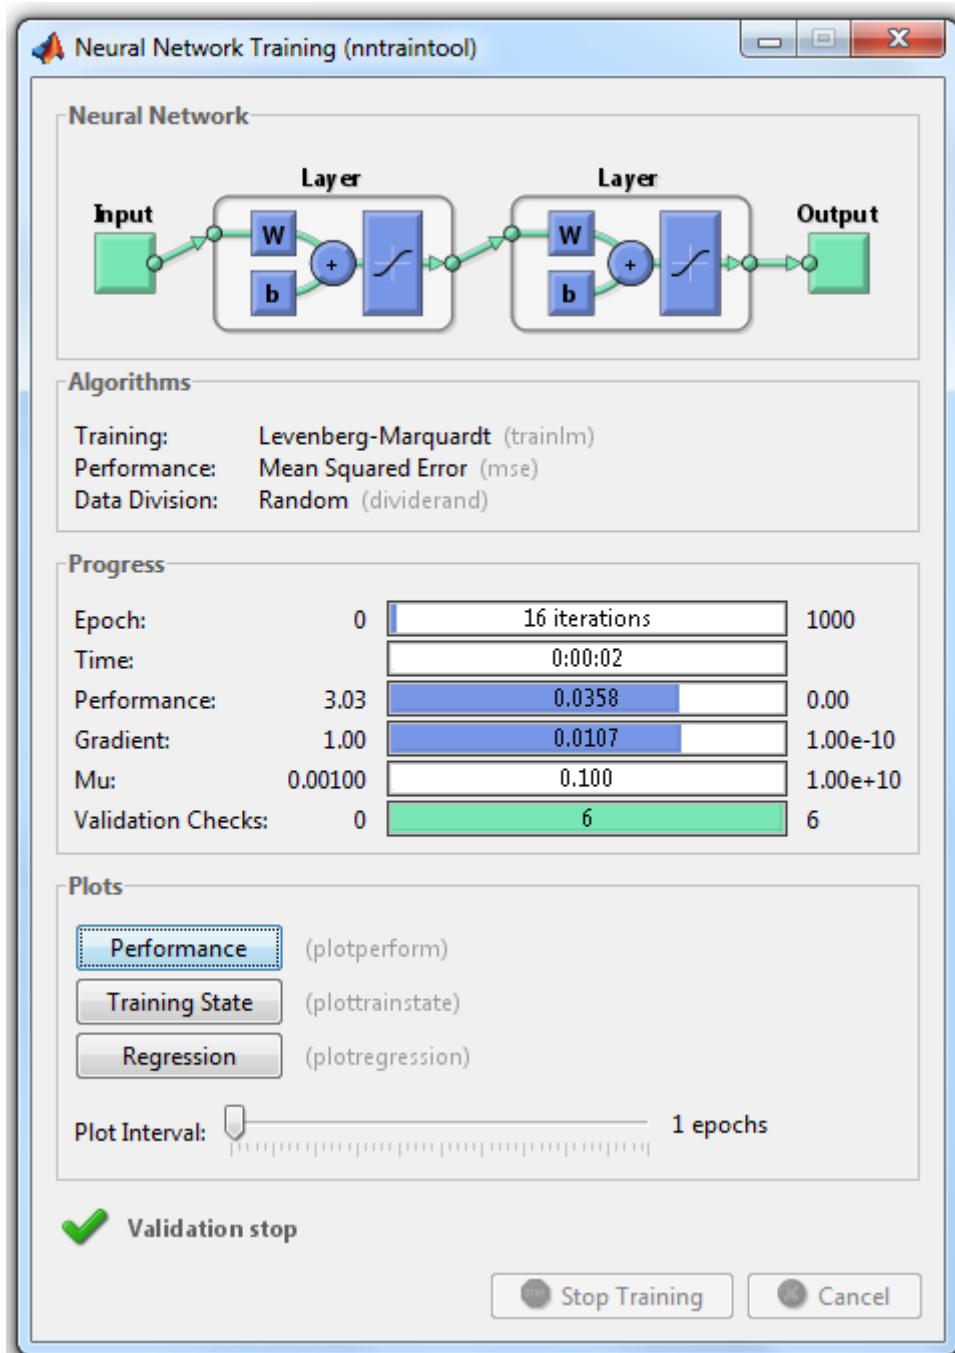 Neural Network Training (nntraintool)
Neural Network
Layer Layer
Input Output
W W
+ +
b b
Algorithms
Training: Levenberg-Marquardt (trainlm)
Performance: Mean Squared Error (mse)
Data Division: Random (dividerand)
Progress
Epoch: 0 16 iterations 1000
Time: 0:00:02
Performance: 3.03 0.0358 0.00
Gradient: 1.00 0.0107 1.00e-10
Mu: 0.00100 0.100 1.00e+10
Validation Checks: 0 6 6
Plots
Performance (plotperform)
Training State (plottrainstate)
Regression (plotregression)
Plot Interval: 1 epochs
Validation stop
Stop Training Cancel